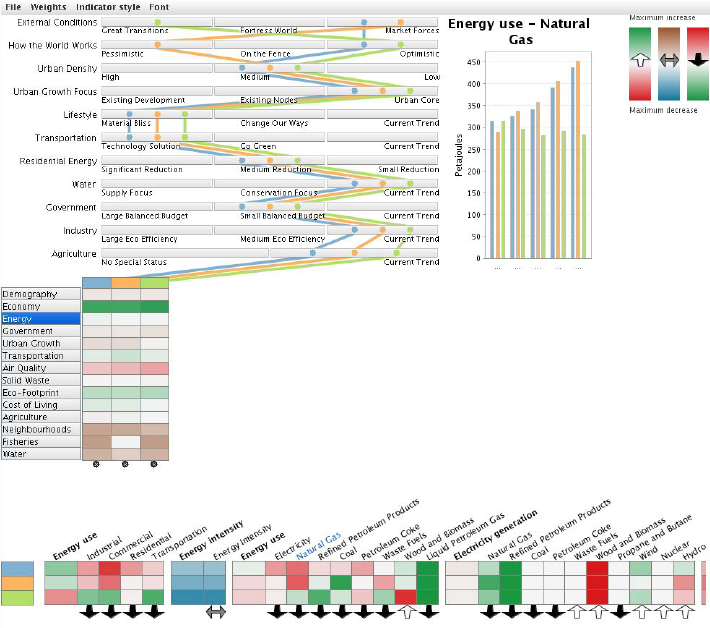 File Weights Indicator style Font
External Conditions
Great Transitions Fortress World Market Forces
How the World Works
Pessimistic On the Fence Optimistic
Urban Density
High Medium Low
Urban Growth Focus
Existing Development Existing Nodes Urban Core
Lifestyle
Material Bliss Change Our Ways Current Trend
Transportation
Technology Solution Go Green Current Trend
Residential Energy
Significant Reduction Medium Reduction Small Reduction
Water
Supply Focus Conservation Focus Current Trend
Government
Large Balanced Budget Small Balanced Budget Current Trend
Industry
Large Eco Efficiency Medium Eco Efficiency Current Trend
Agriculture
No Special Status Current Trend
Energy use - Natural
Gas
Petajoules
450
400
350
300
250
200
150
100
50
0
... ... ... ... ...
Maximum increase
Maximum decrease
Demography
Economy
Energy
Government
Urban Growth
Transportation
Air Quality
Solid Waste
Eco-Footprint
Cost of Living
Agriculture
Neighbourhoods
Fisheries
Water
Energy use
Industrial
Commercial
Residential
Transportation
Energy Intensity
Energy intensity
Energy use
Electricity
Natural Gas
Refined Petroleum Products
Coal
Petroleum Coke
Waste Fuels
Wood and Biomass
Liquid Petroleum Gas
Electricity generation
Natural Gas
Refined Petroleum Products
Coal
Petroleum Coke
Waste Fuels
Wood and Biomass
Propane and Butane
Wind
Nuclear
Hydro